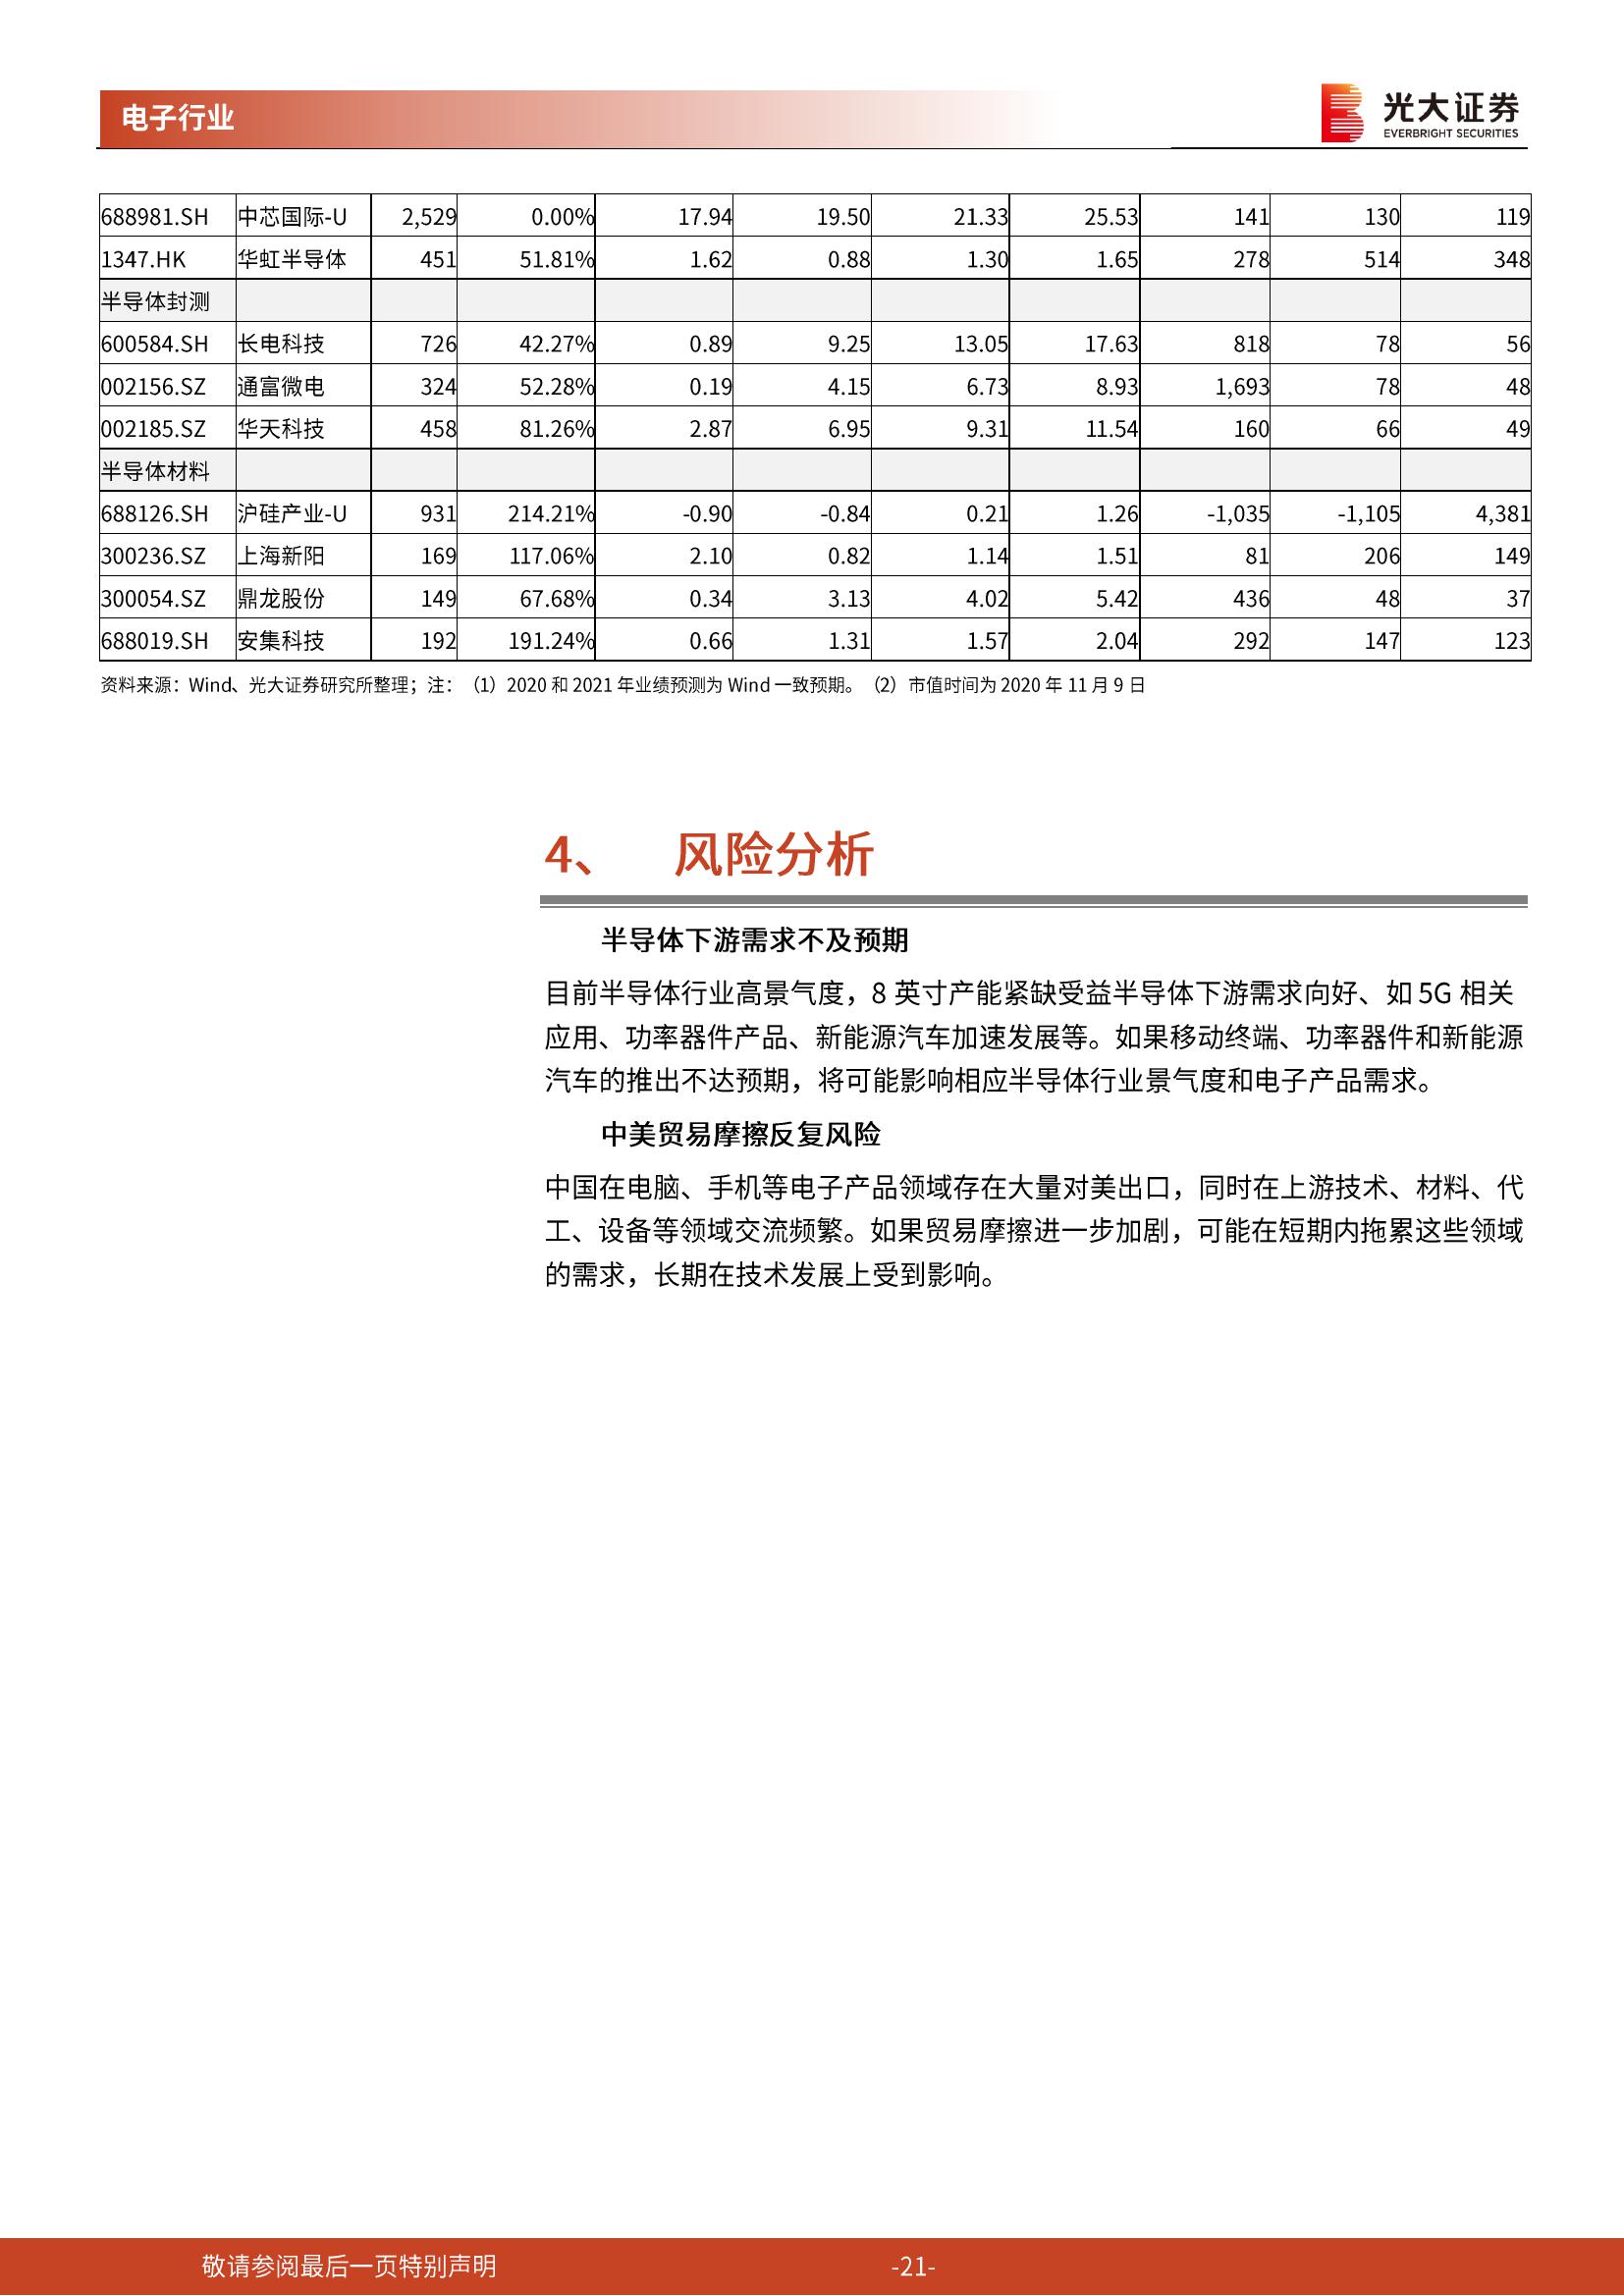 电子行业
光大证券
EVERBRIGHT SECURITIES
688981.SH 中芯国际-U 2,529 0.00% 17.94 19.50 21.33 25.53 141 130 119
1347.HK 华虹半导体 451 51.81% 1.62 0.88 1.30 1.65 278 514 348
半导体封测
600584.SH 长电科技 726 42.27% 0.89 9.25 13.05 17.63 818 78 56
002156.SZ 通富微电 324 52.28% 0.19 4.15 6.73 8.93 1,693 78 48
002185.SZ 华天科技 458 81.26% 2.87 6.95 9.31 11.54 160 66 49
半导体材料
688126.SH 沪硅产业-U 931 214.21% -0.90 -0.84 0.21 1.26 -1,035 -1,105 4,381
300236.SZ 上海新阳 169 117.06% 2.10 0.82 1.14 1.51 81 206 149
300054.SZ 鼎龙股份 149 67.68% 0.34 3.13 4.02 5.42 436 48 37
688019.SH 安集科技 192 191.24% 0.66 1.31 1.57 2.04 292 147 123
资料来源：Wind、光大证券研究所整理；注：（1）2020 和 2021 年业绩预测为 Wind 一致预期。（2）市值时间为 2020 年 11 月 9 日
4、 风险分析
半导体下游需求不及预期
目前半导体行业高景气度，8 英寸产能紧缺受益半导体下游需求向好、如 5G 相关
应用、功率器件产品、新能源汽车加速发展等。如果移动终端、功率器件和新能源
汽车的推出不达预期，将可能影响相应半导体行业景气度和电子产品需求。
中美贸易摩擦反复风险
中国在电脑、手机等电子产品领域存在大量对美出口，同时在上游技术、材料、代
工、设备等领域交流频繁。如果贸易摩擦进一步加剧，可能在短期内拖累这些领域
的需求，长期在技术发展上受到影响。
敬请参阅最后一页特别声明 -21-